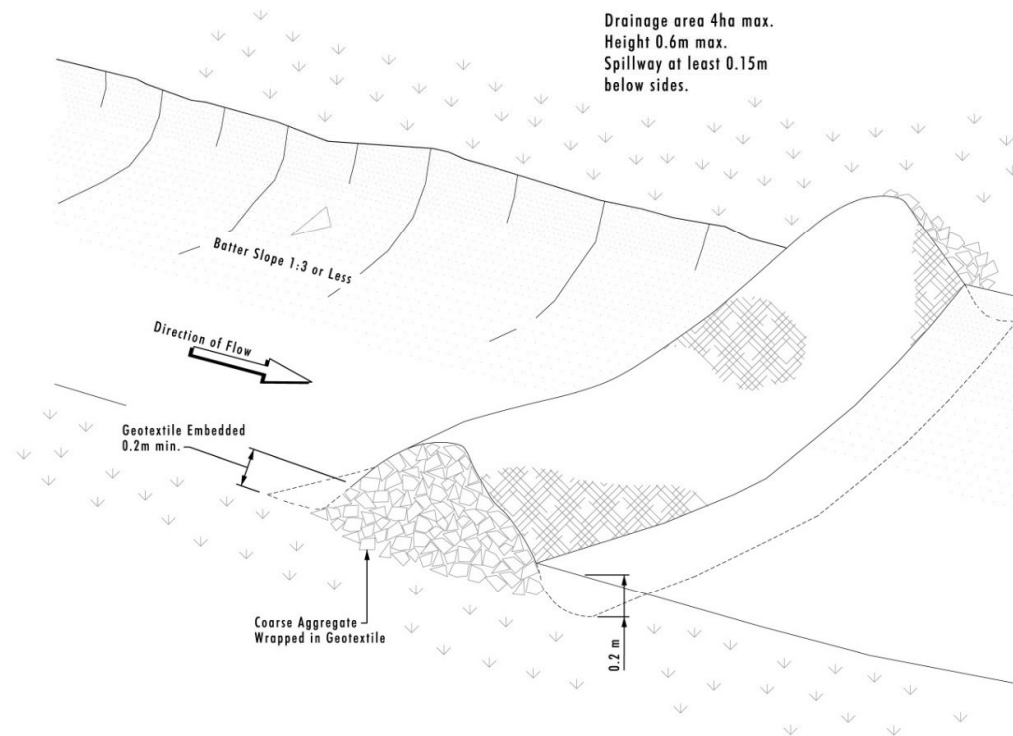 Drainage area 4ha max.
Height 0.6m max.
Spillway at least 0.15m
below sides.
Batter Slope 1:3 or Less
Direction of Flow
Geotextile Embedded
0.2m min.
Coarse Aggregate
Wrapped in Geotextile
0.2 m